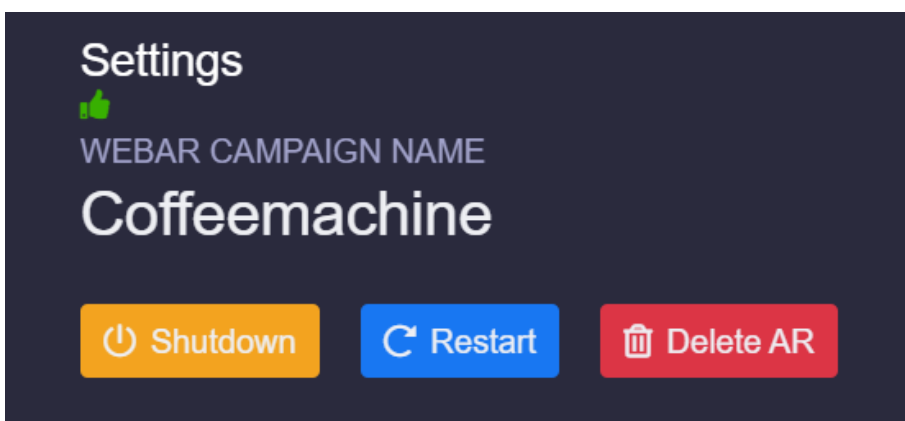 Settings
WEBAR CAMPAIGN NAME
Coffeemachine
Shutdown Restart Delete AR